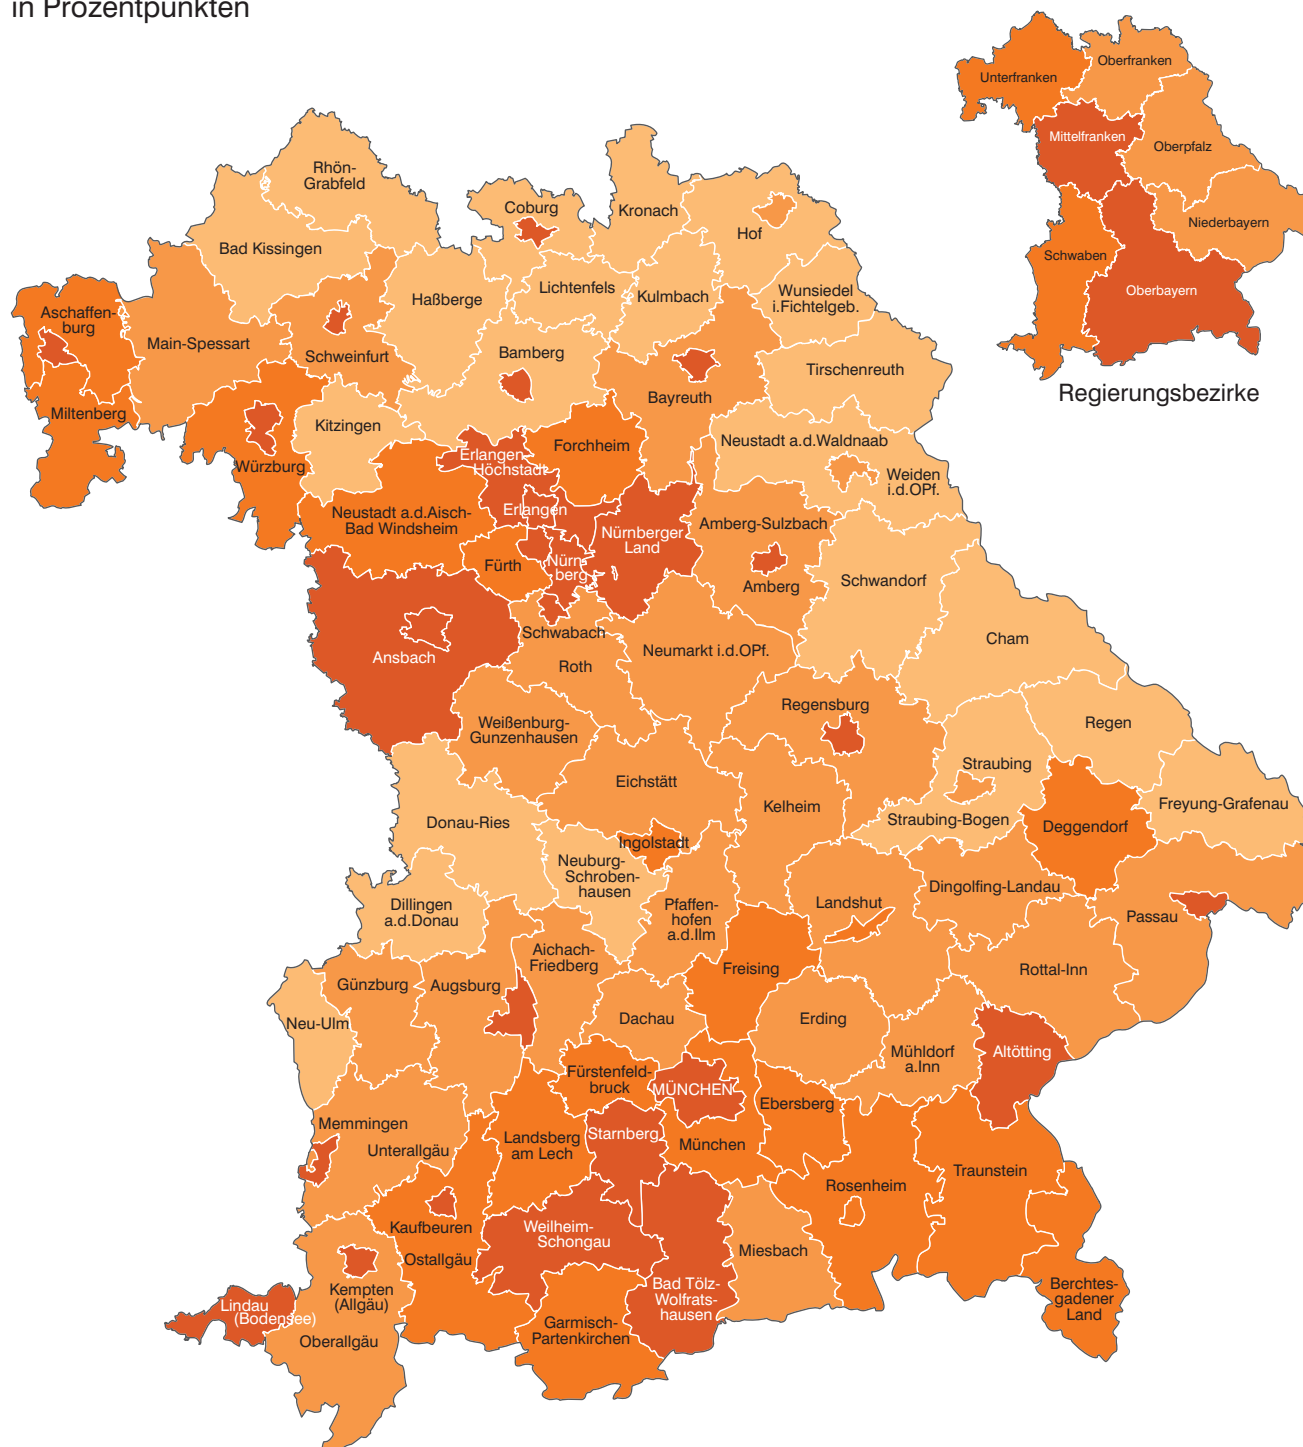 in Prozentpunkten
Unterfranken
Oberfranken
Mittelfranken
Oberpfalz
Niederbayern
Schwaben
Oberbayern
Regierungsbezirke
Rhön-
Grabfeld
Coburg
Kronach
Hof
Bad Kissingen
Haßberge
Lichtenfels
Kulmbach
Wunsiedel
i.Fichtelgeb.
Aschaffen-
burg
Main-Spessart
Schweinfurt
Bamberg
Bayreuth
Tirschenreuth
Miltenberg
Kitzingen
Würzburg
Forchheim
Erlangen-
Höchstadt
Neustadt a.d.Waldnaab
Weiden
i.d.OPf.
Neustadt a.d.Aisch-
Bad Windsheim
Erlangen
Nürnberger
Land
Amberg-Sulzbach
Fürth
Nürn-
berg
Amberg
Schwandorf
Cham
Schwabach
Ansbach
Roth
Neumarkt i.d.OPf.
Regensburg
Weißenburg-
Gunzenhausen
Regen
Straubing
Eichstätt
Kelheim
Freyung-Grafenau
Donau-Ries
Straubing-Bogen
Deggendorf
Ingolstadt
Neuburg-
Schroben-
hausen
Dingolfing-Landau
Dillingen
a.d.Donau
Pfaffen-
hofen
a.d.Ilm
Landshut
Passau
Aichach-
Friedberg
Freising
Rottal-Inn
Günzburg
Augsburg
Neu-Ulm
Dachau
Erding
Mühldorf
a.Inn
Altötting
Fürstenfeld-
bruck
MÜNCHEN
Ebersberg
Memmingen
Unterallgäu
Landsberg
am Lech
Starnberg
München
Traunstein
Rosenheim
Kaufbeuren
Ostallgäu
Weilheim-
Schongau
Miesbach
Kempten
(Allgäu)
Lindau
(Bodensee)
Oberallgäu
Bad Tölz-
Wolfrats-
hausen
Garmisch-
Partenkirchen
Berchtes-
gadener
Land